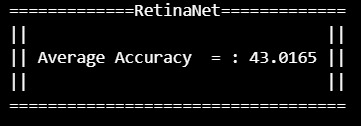 =============RetinaNet=============
||                               ||
|| Average Accuracy  = : 43.0165 ||
||                               ||
===================================